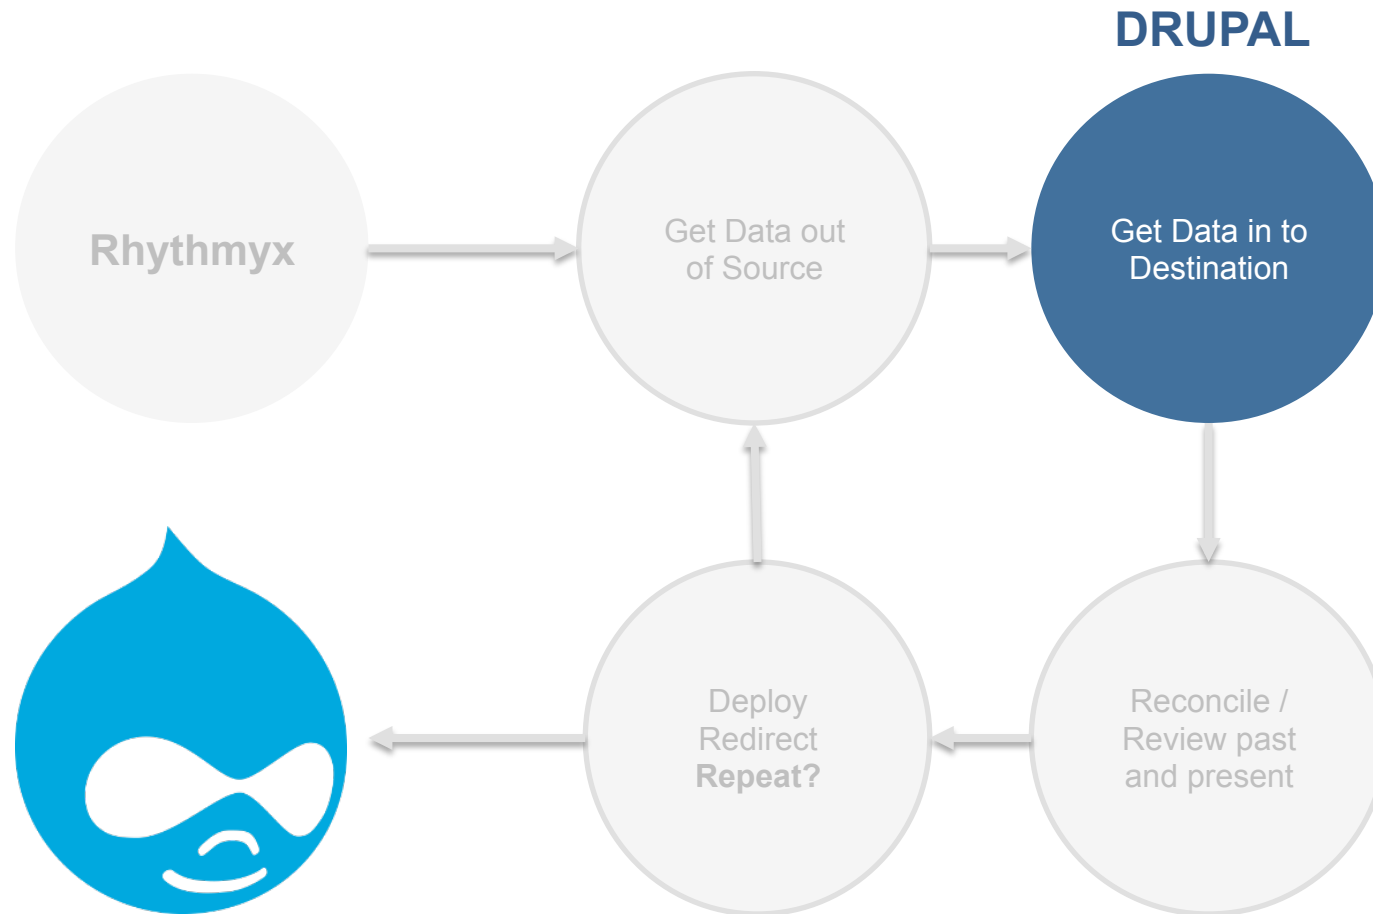 DRUPAL
Rhythmyx
Get Data out
of Source
Get Data in to
Destination
Deploy
Redirect
Repeat?
Reconcile /
Review past
and present